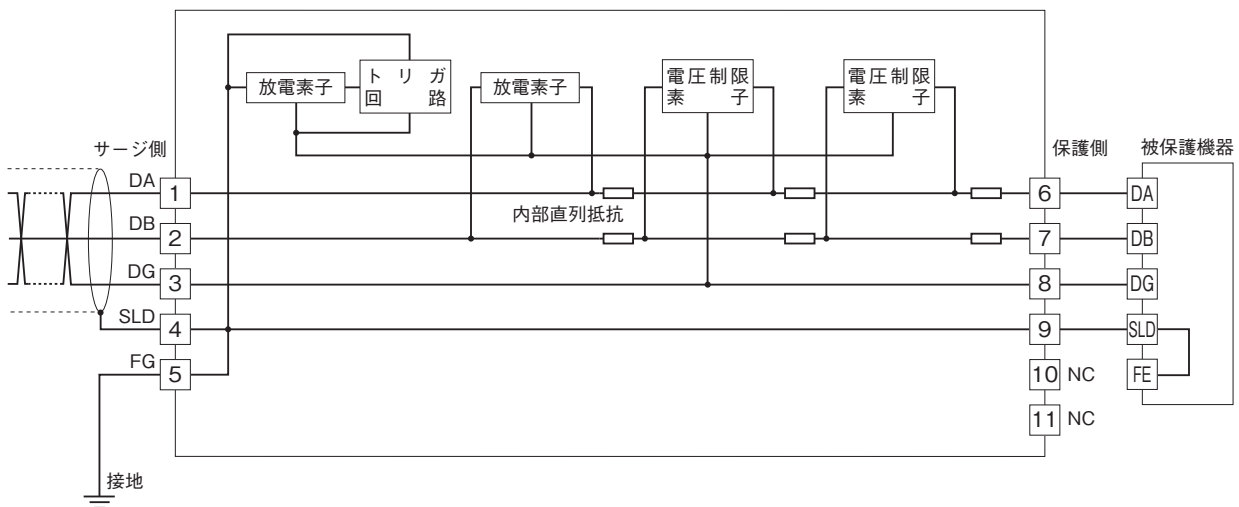 放電素子
トリガ
回路
放電素子
電圧制限
素子
電圧制限
素子
サージ側
保護側
被保護機器
DA
1
6
DA
内部直列抵抗
DB
2
7
DB
DG
3
8
DG
SLD
4
9
SLD
FG
5
10
NC
FE
11
NC
接地